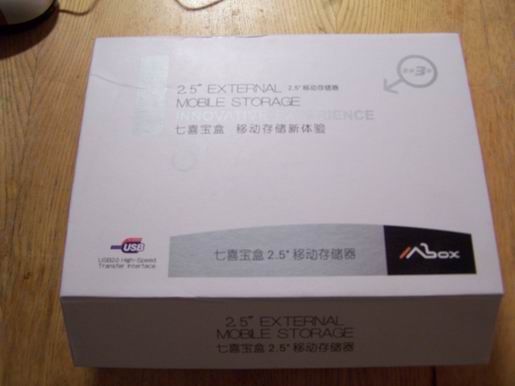 2.5" EXTERNAL 2.5"移动存储器
MOBILE STORAGE
INNOVATIVE EXPERIENCE
七喜宝盒 移动存储新体验
3
USB
USB2.0 High-Speed
Transfer Interface
七喜宝盒 2.5"移动存储器
box
2.5" EXTERNAL
MOBILE STORAGE
七喜宝盒 2.5"移动存储器